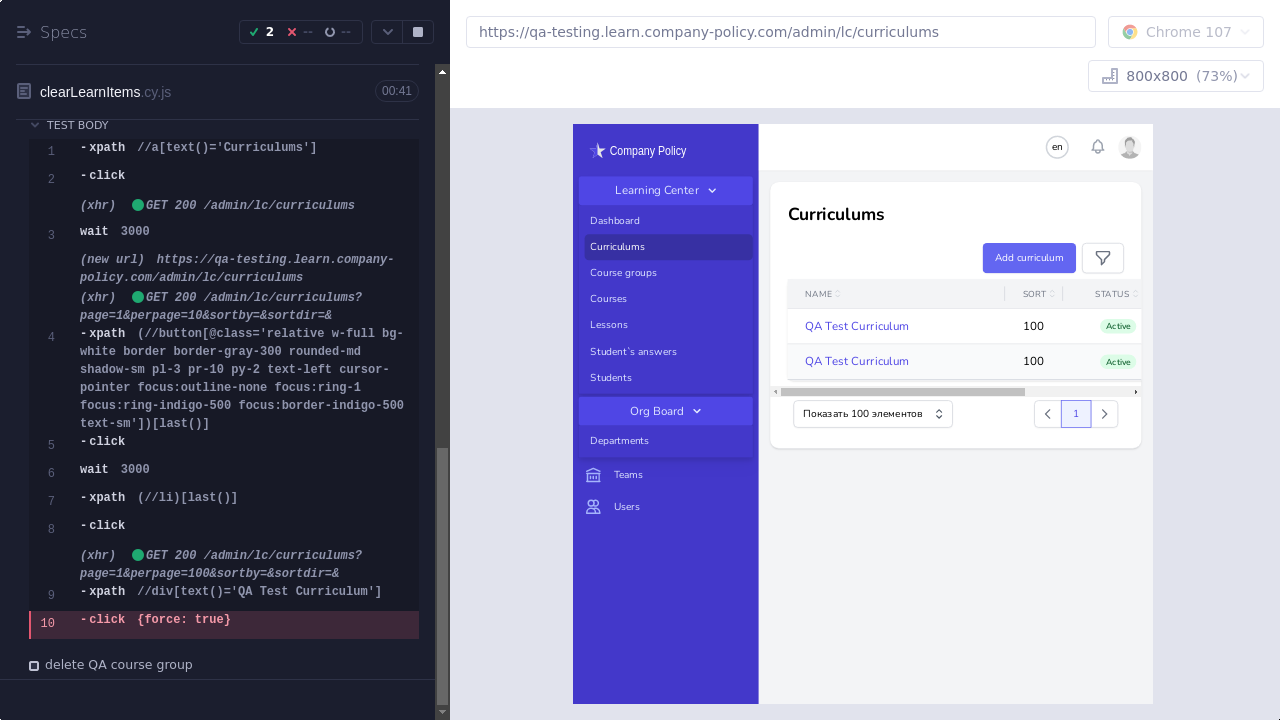 Specs
2
--
--
clearLearnItems.cy.js
00:41
TEST BODY
1 -xpath //a[text()='Curriculums']
2 -click
(xhr) GET 200 /admin/lc/curriculums
3 wait 3000
(new url) https://qa-testing.learn.company-
policy.com/admin/lc/curriculums
(xhr) GET 200 /admin/lc/curriculums?
page=1&perpage=10&sortby=&sortdir=&
4 -xpath (//button[@class='relative w-full bg-
white border border-gray-300 rounded-md
shadow-sm pl-3 pr-10 py-2 text-left cursor-
pointer focus:outline-none focus:ring-1
focus:ring-indigo-500 focus:border-indigo-500
text-sm'])[last()]
5 -click
6 wait 3000
7 -xpath (//li)[last()]
8 -click
(xhr) GET 200 /admin/lc/curriculums?
page=1&perpage=100&sortby=&sortdir=&
9 -xpath //div[text()='QA Test Curriculum']
10 -click {force: true}
delete QA course group
https://qa-testing.learn.company-policy.com/admin/lc/curriculums
Chrome 107
800x800 (73%)
Company Policy
Learning Center
Dashboard
Curriculums
Course groups
Courses
Lessons
Student`s answers
Students
Org Board
Departments
Teams
Users
en
Curriculums
Add curriculum
NAME SORT STATUS
QA Test Curriculum 100 Active
QA Test Curriculum 100 Active
Показать 100 элементов
1